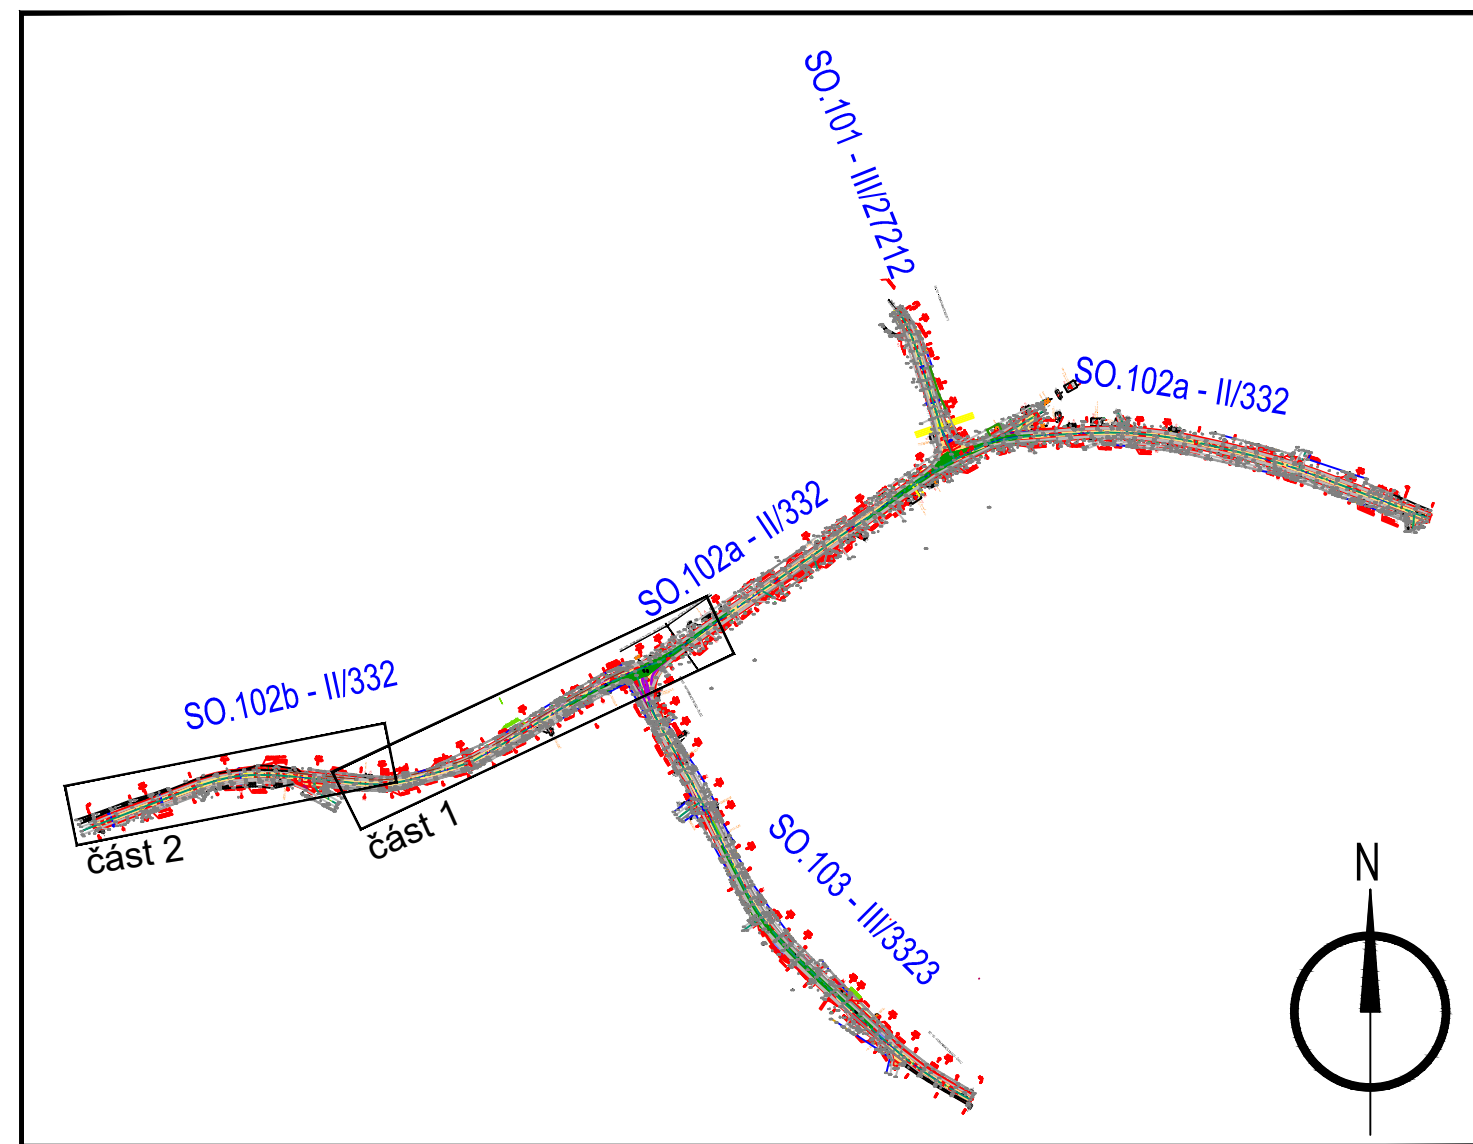 SO.101 - III/27212
SO.102a - II/332
SO.102a - II/332
SO.102b - II/332
část 1
část 2
SO.103 - III/3323
N